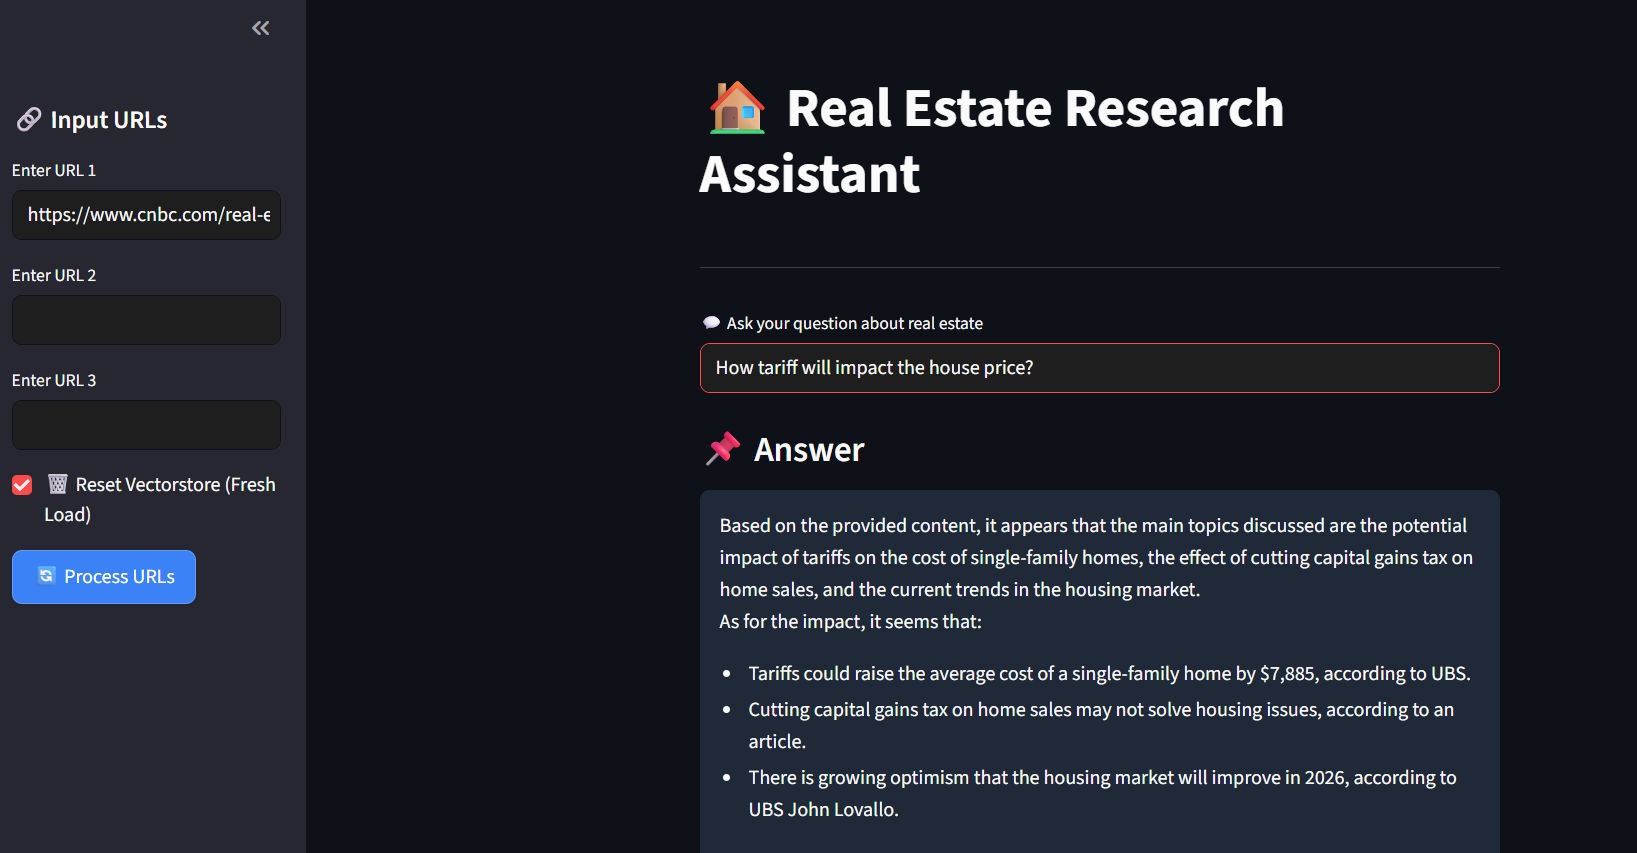 Input URLs
Enter URL 1
https://www.cnbc.com/real-e
Enter URL 2
Enter URL 3
Reset Vectorstore (Fresh
Load)
Process URLs
Real Estate Research
Assistant
Ask your question about real estate
How tariff will impact the house price?
Answer
Based on the provided content, it appears that the main topics discussed are the potential
impact of tariffs on the cost of single-family homes, the effect of cutting capital gains tax on
home sales, and the current trends in the housing market.
As for the impact, it seems that:
• Tariffs could raise the average cost of a single-family home by $7,885, according to UBS.
• Cutting capital gains tax on home sales may not solve housing issues, according to an
article.
• There is growing optimism that the housing market will improve in 2026, according to
UBS John Lovallo.